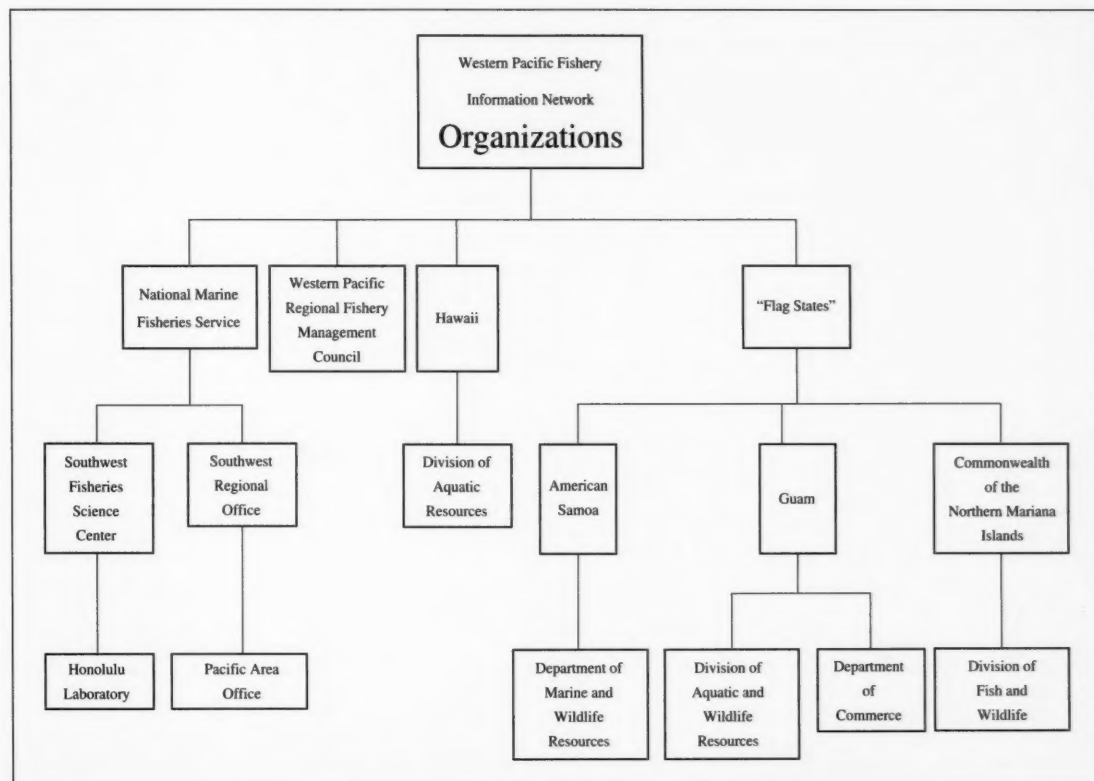 Western Pacific Fishery
Information Network
Organizations
National Marine
Fisheries Service
Western Pacific
Regional Fishery
Management
Council
Hawaii
“Flag States”
Southwest
Fisheries
Science
Center
Southwest
Regional
Office
Division of
Aquatic
Resources
American
Samoa
Guam
Commonwealth
of the
Northern Mariana
Islands
Honolulu
Laboratory
Pacific Area
Office
Department of
Marine and
Wildlife
Resources
Division of
Aquatic and
Wildlife
Resources
Department
of
Commerce
Division of
Fish and
Wildlife